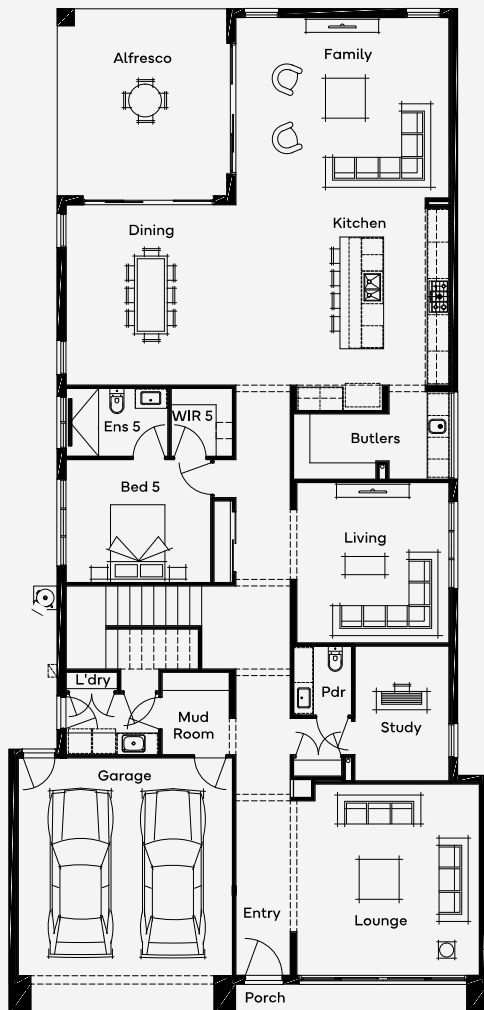 Alfresco
Family
Dining
Kitchen
Ens 5
WIR 5
Butlers
Bed 5
Living
L'dry
Pdr
Mud
Room
Study
Garage
Entry
Lounge
Porch